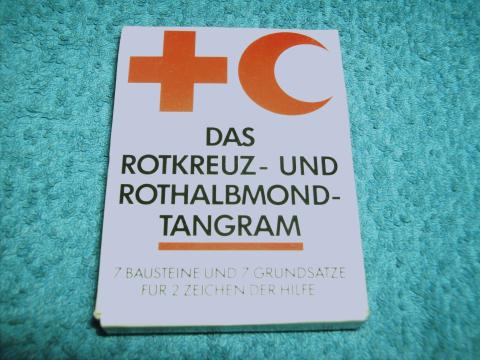 DAS
ROTKREUZ- UND
ROTHALBMOND-
TANGRAM
7 BAUSTEINE UND 7 GRUNDSÄTZE
FÜR 2 ZEICHEN DER HILFE